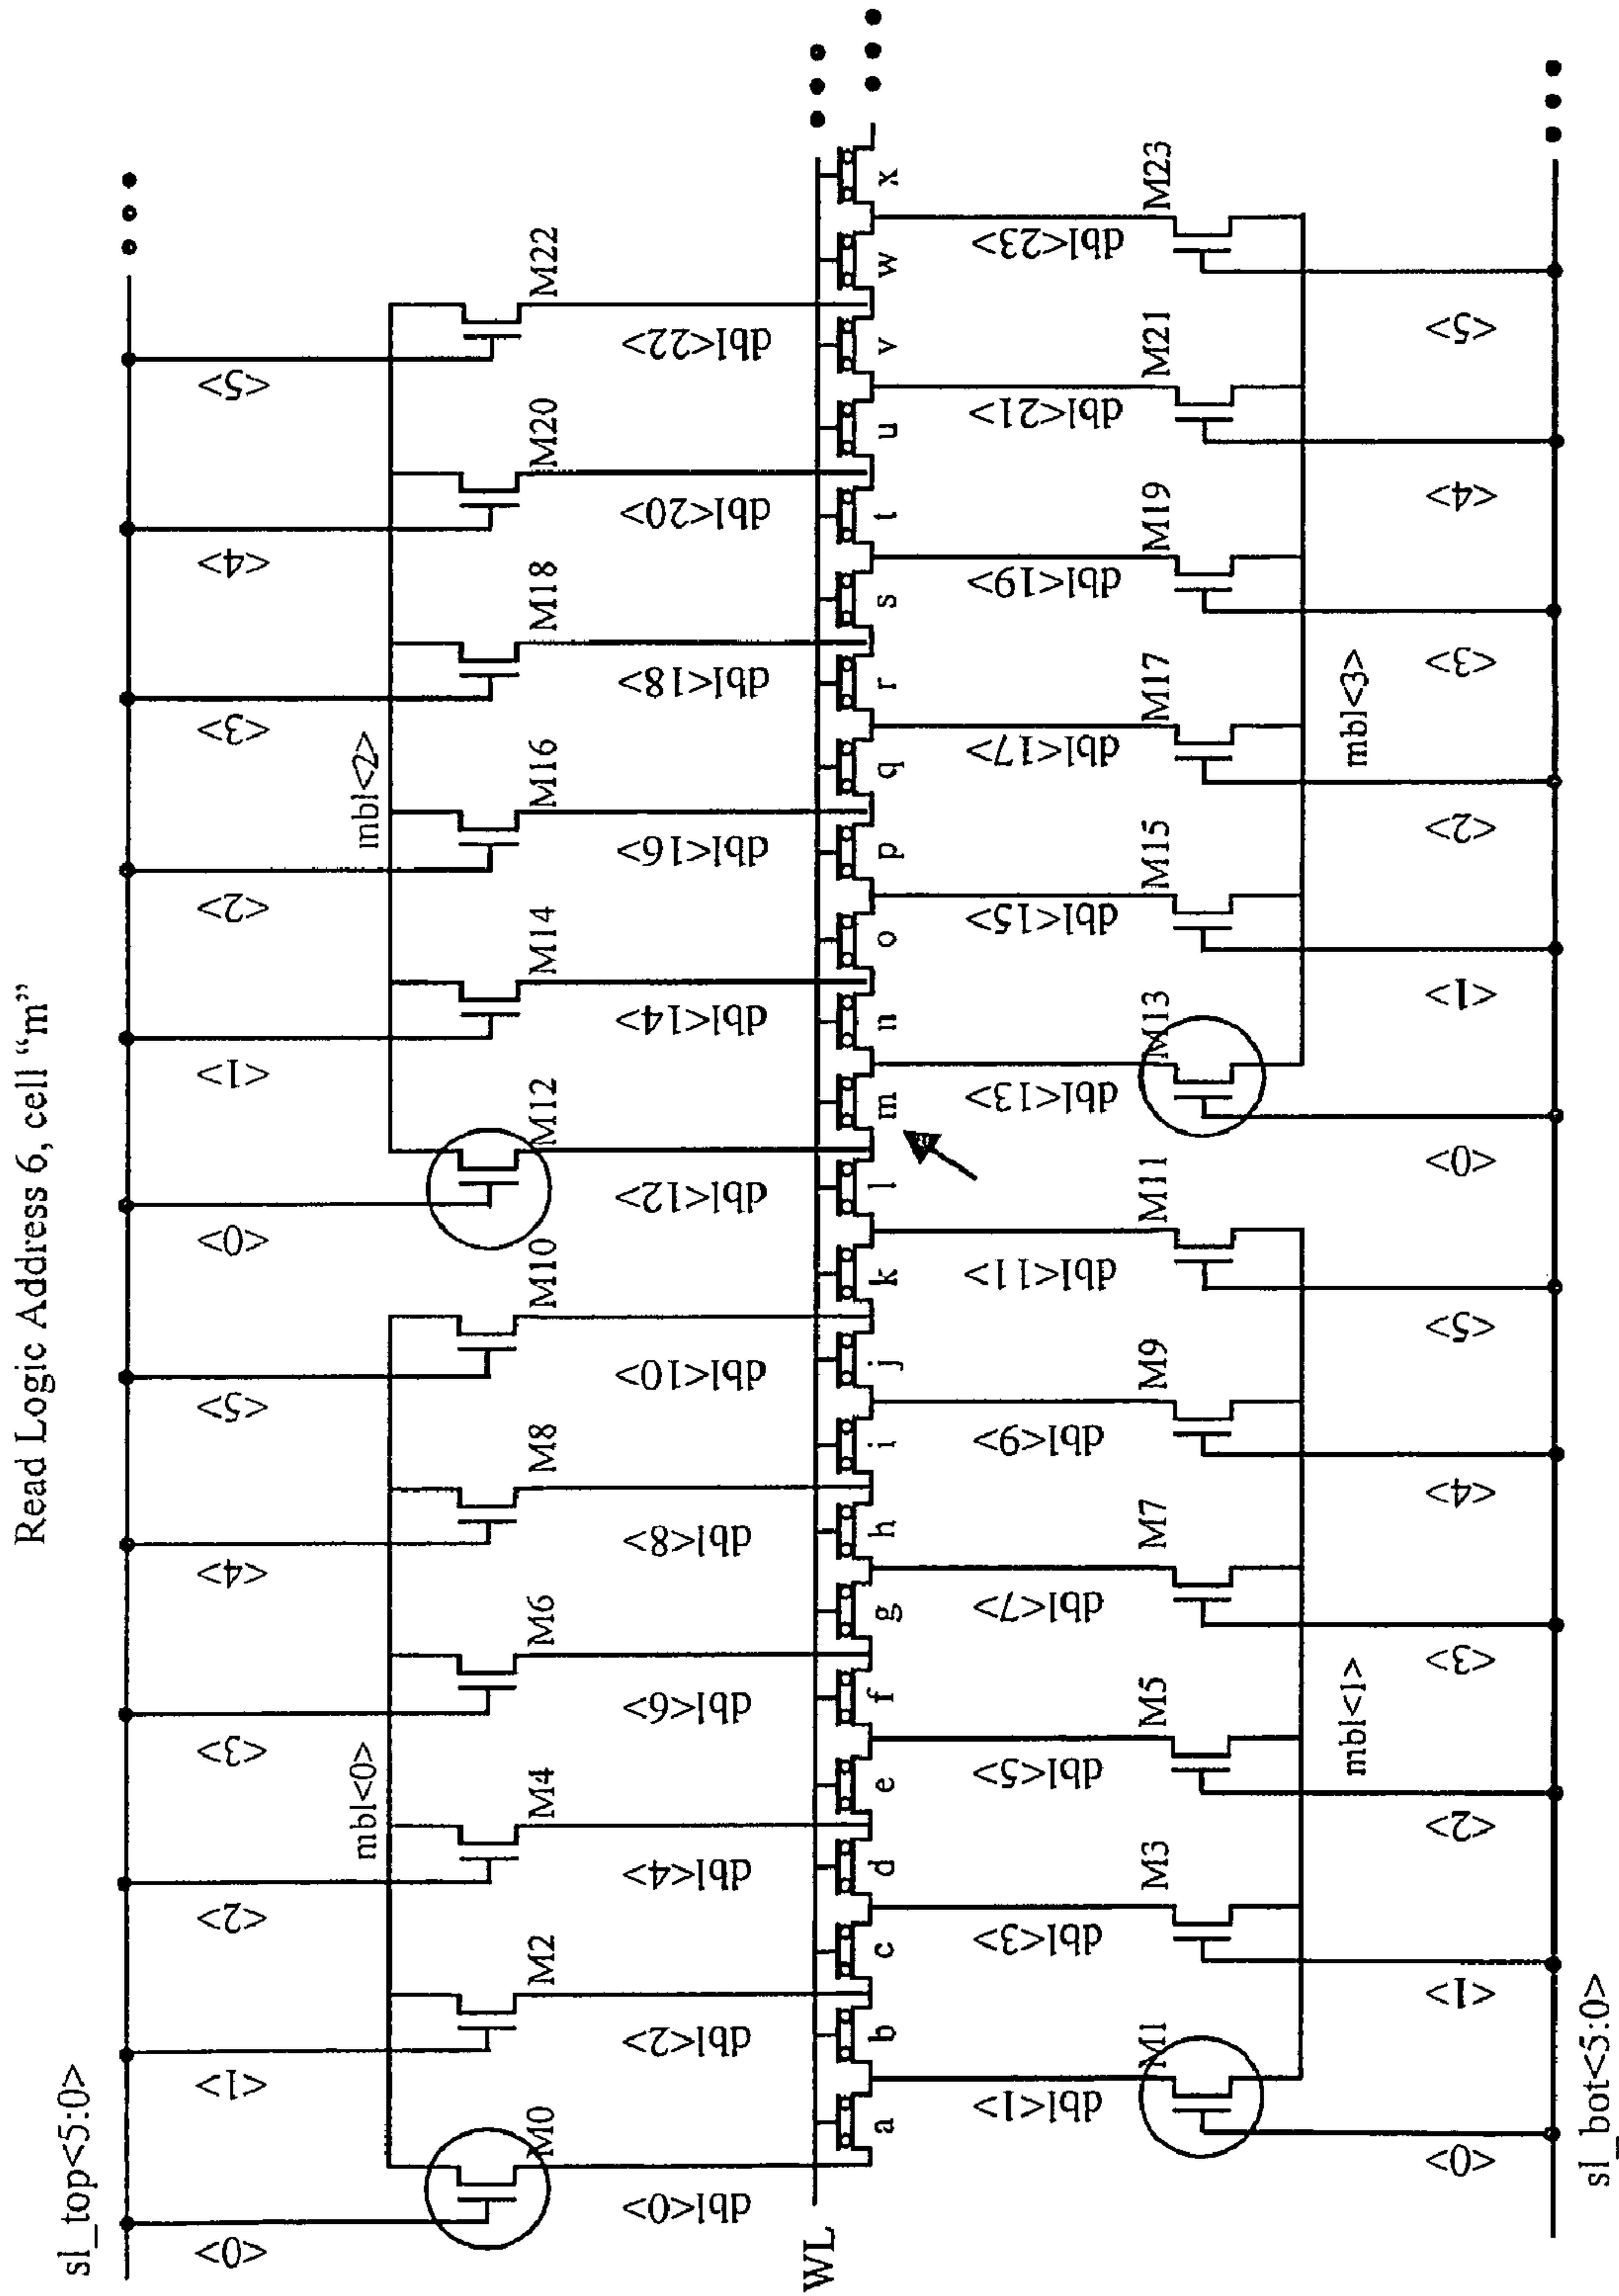 Read Logic Address 6, cell “m”
sl_top<5:0>
<0>
<1>
<2>
<3>
<4>
<5>
<0>
<1>
<2>
<3>
<4>
<5>
mbl<0>
mbl<2>
M0
M2
M4
M6
M8
M10
M12
M14
M16
M18
M20
M22
dbl<0>
dbl<2>
dbl<4>
dbl<6>
dbl<8>
dbl<10>
dbl<12>
dbl<14>
dbl<16>
dbl<18>
dbl<20>
dbl<22>
WL
a
b
c
d
e
f
g
h
i
j
k
l
m
n
o
p
q
r
s
t
u
v
w
x
dbl<1>
dbl<3>
dbl<5>
dbl<7>
dbl<9>
dbl<11>
dbl<13>
dbl<15>
dbl<17>
dbl<19>
dbl<21>
dbl<23>
M1
M3
M5
M7
M9
M11
M13
M15
M17
M19
M21
M23
mbl<1>
mbl<3>
<0>
<1>
<2>
<3>
<4>
<5>
<0>
<1>
<2>
<3>
<4>
<5>
sl_bot<5:0>